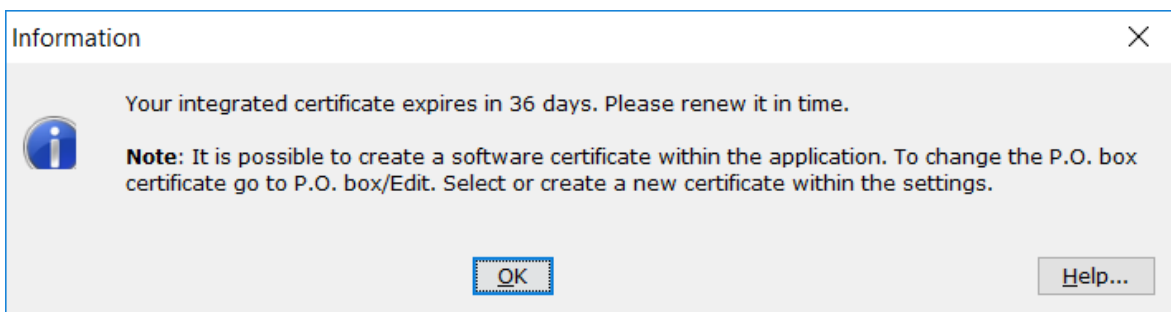 Information
Your integrated certificate expires in 36 days. Please renew it in time.
Note: It is possible to create a software certificate within the application. To change the P.O. box
certificate go to P.O. box/Edit. Select or create a new certificate within the settings.
OK
Help...